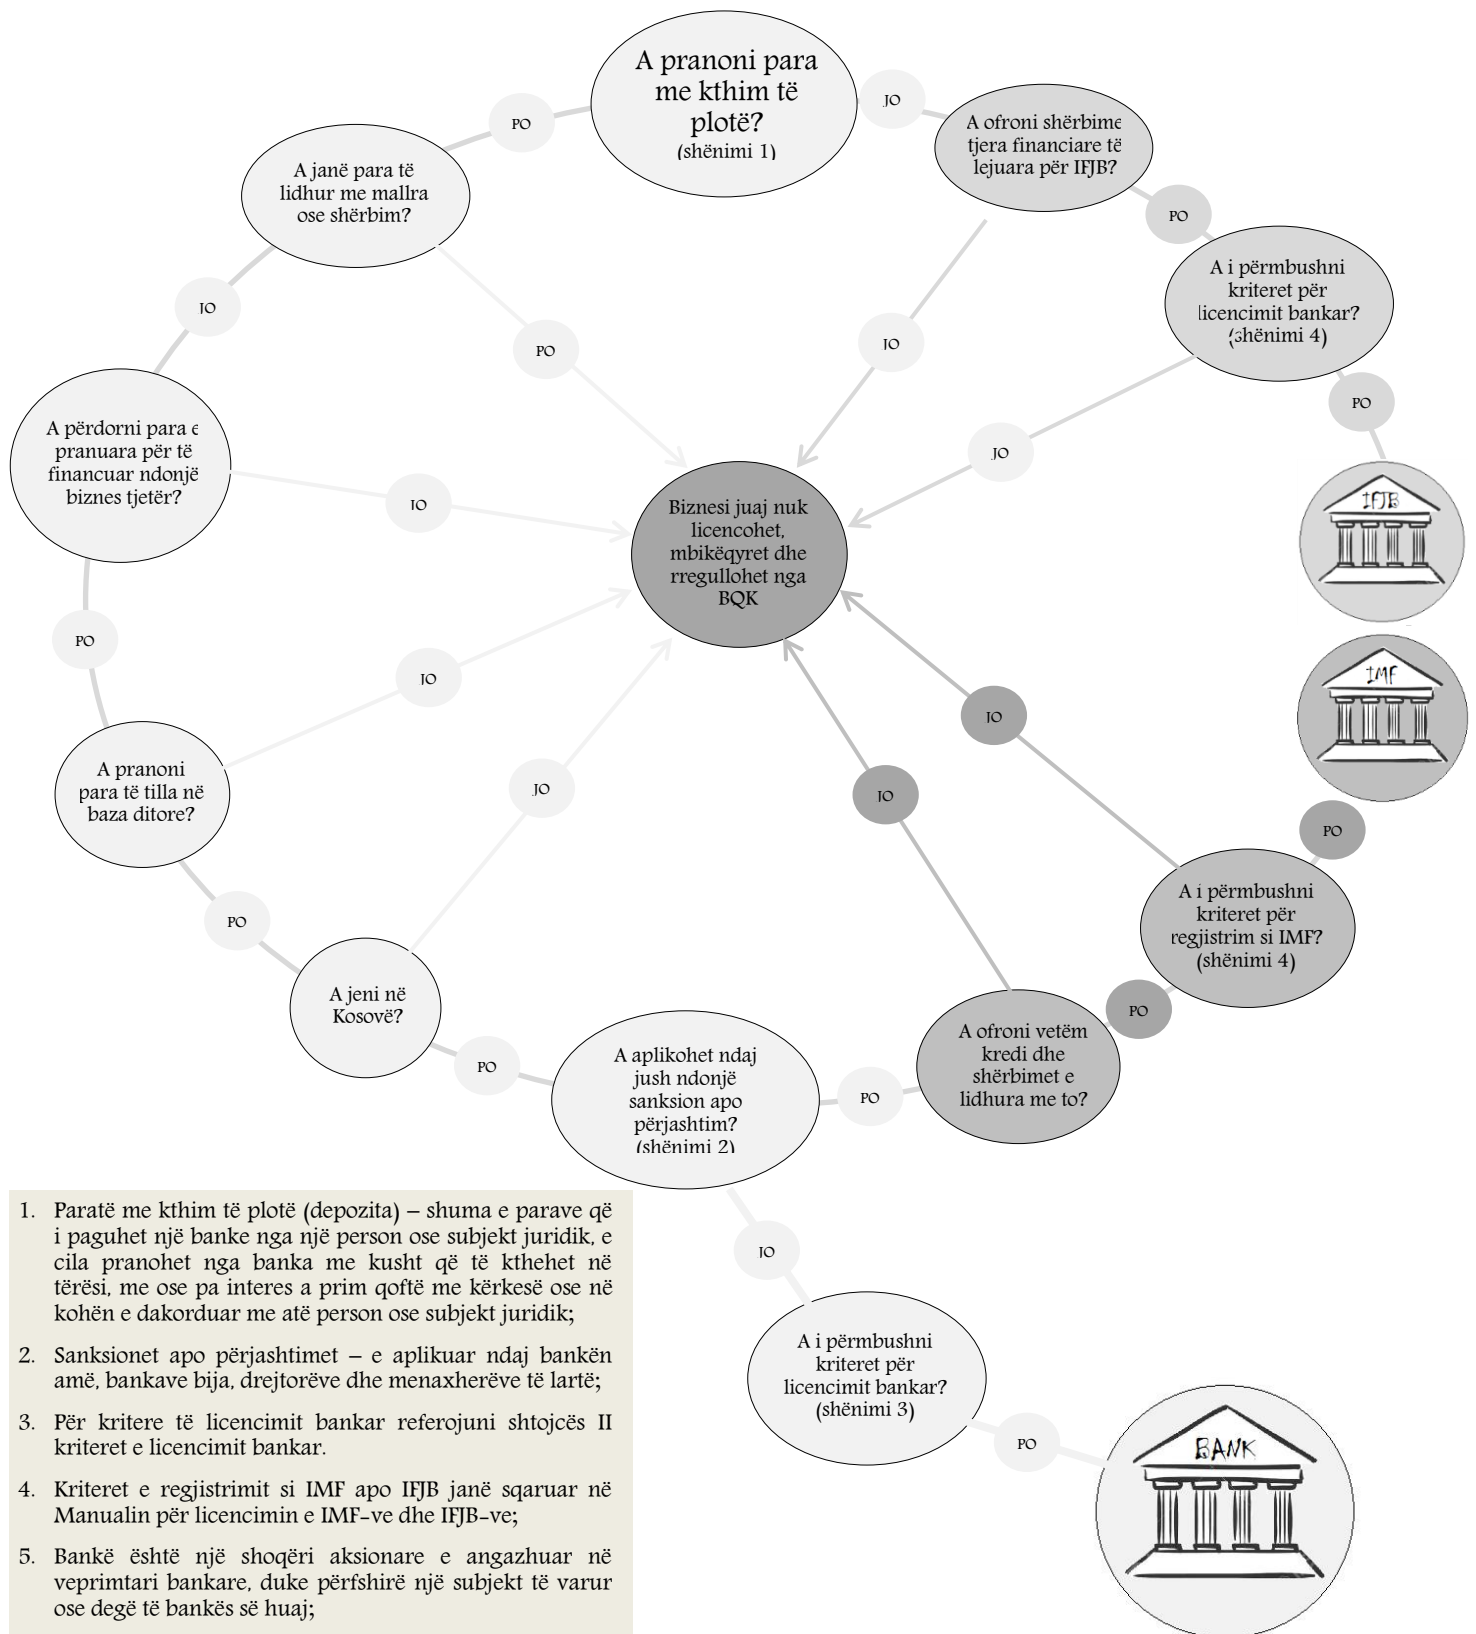 A pranoni para
me kthim të
plotë?
(shënimi 1)
JO
A ofroni shërbime
tjera financiare të
lejuara për IFJB?
PO
A i përmbushni
kriteret për
licencimit bankar?
(shënimi 4)
PO
IFJB
PO
A janë para të
lidhur me mallra
ose shërbim?
JO
PO
JO
JO
A përdorni para e
pranuara për të
financuar ndonjë
biznes tjetër?
JO
Biznesi juaj nuk
licencohet,
mbikëqyret dhe
rregullohet nga
BQK
PO
JO
A pranoni
para të tilla në
baza ditore?
JO
PO
A jeni në
Kosovë?
PO
A aplikohet ndaj
jush ndonjë
sanksion apo
përjashtim?
(shënimi 2)
PO
A ofroni vetëm
kredi dhe
shërbimet e
lidhura me to?
JO
PO
A i përmbushni
kriteret për
regjistrim si IMF?
(shënimi 4)
JO
PO
IMF
JO
A i përmbushni
kriteret për
licencimit bankar?
(shënimi 3)
PO
BANK
1. Paratë me kthim të plotë (depozita) – shuma e parave që
i paguhet një banke nga një person ose subjekt juridik, e
cila pranohet nga banka me kusht që të kthehet në
tërësi, me ose pa interes a prim qoftë me kërkesë ose në
kohën e dakorduar me atë person ose subjekt juridik;
2. Sanksionet apo përjashtimet – e aplikuar ndaj bankën
amë, bankave bija, drejtorëve dhe menaxherëve të lartë;
3. Për kritere të licencimit bankar referojuni shtojcës II
kriteret e licencimit bankar.
4. Kriteret e regjistrimit si IMF apo IFJB janë sqaruar në
Manualin për licencimin e IMF-ve dhe IFJB-ve;
5. Bankë është një shoqëri aksionare e angazhuar në
veprimtari bankare, duke përfshirë një subjekt të varur
ose degë të bankës së huaj;